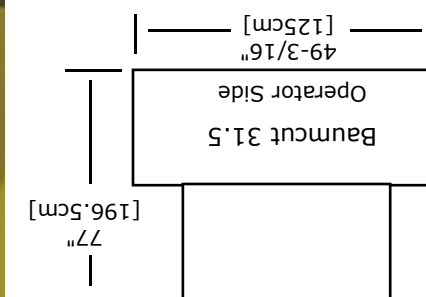 77"
[196.5cm]
Baumcut 31.5
Operator Side
49-3/16"
[125cm]